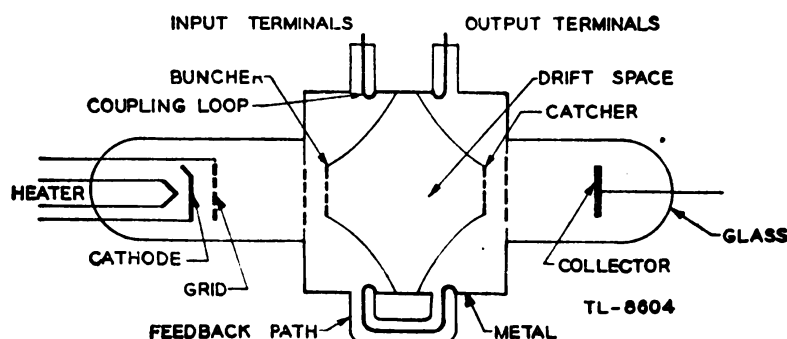 INPUT TERMINALS
OUTPUT TERMINALS
BUNCHER
DRIFT SPACE
COUPLING LOOP
CATCHER
HEATER
GLASS
CATHODE
COLLECTOR
GRID
TL-8604
FEEDBACK PATH
METAL